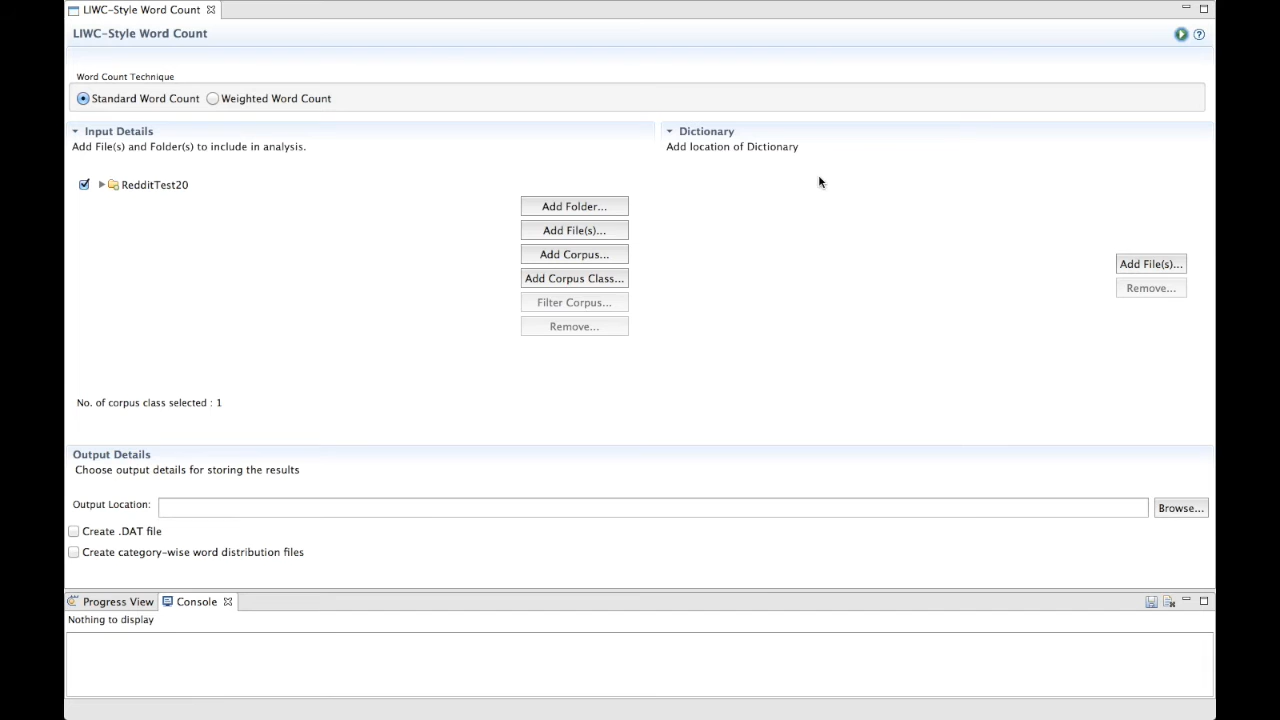 LIWC-Style Word Count
LIWC-Style Word Count
Word Count Technique
Standard Word Count Weighted Word Count
Input Details
Add File(s) and Folder(s) to include in analysis.
RedditTest20
Add Folder...
Add File(s)...
Add Corpus...
Add Corpus Class...
Filter Corpus...
Remove...
No. of corpus class selected : 1
Dictionary
Add location of Dictionary
Add File(s)...
Remove...
Output Details
Choose output details for storing the results
Output Location:
Browse...
Create .DAT file
Create category-wise word distribution files
Progress View Console
Nothing to display